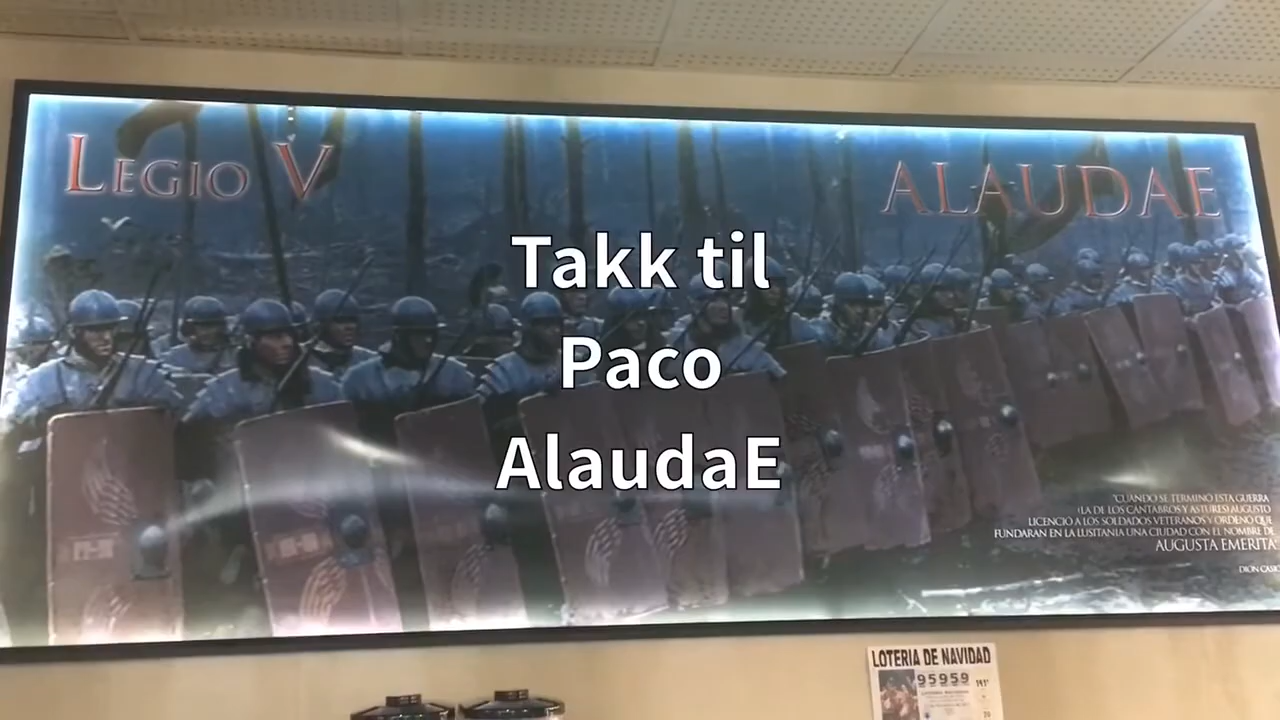 LEGIO V
ALAUDAE
Takk til
Paco
AlaudaE
"CUANDO SE TERMINÓ ESTA GUERRA
(LA DE LOS CÁNTABROS Y ASTURES) AUGUSTO
LICENCIÓ A LOS SOLDADOS VETERANOS Y ORDENÓ QUE
FUNDARAN EN LA LUSITANIA UNA CIUDAD CON EL NOMBRE DE
AUGUSTA EMERITA"
DIÓN CASIO
LOTERIA DE NAVIDAD
95959